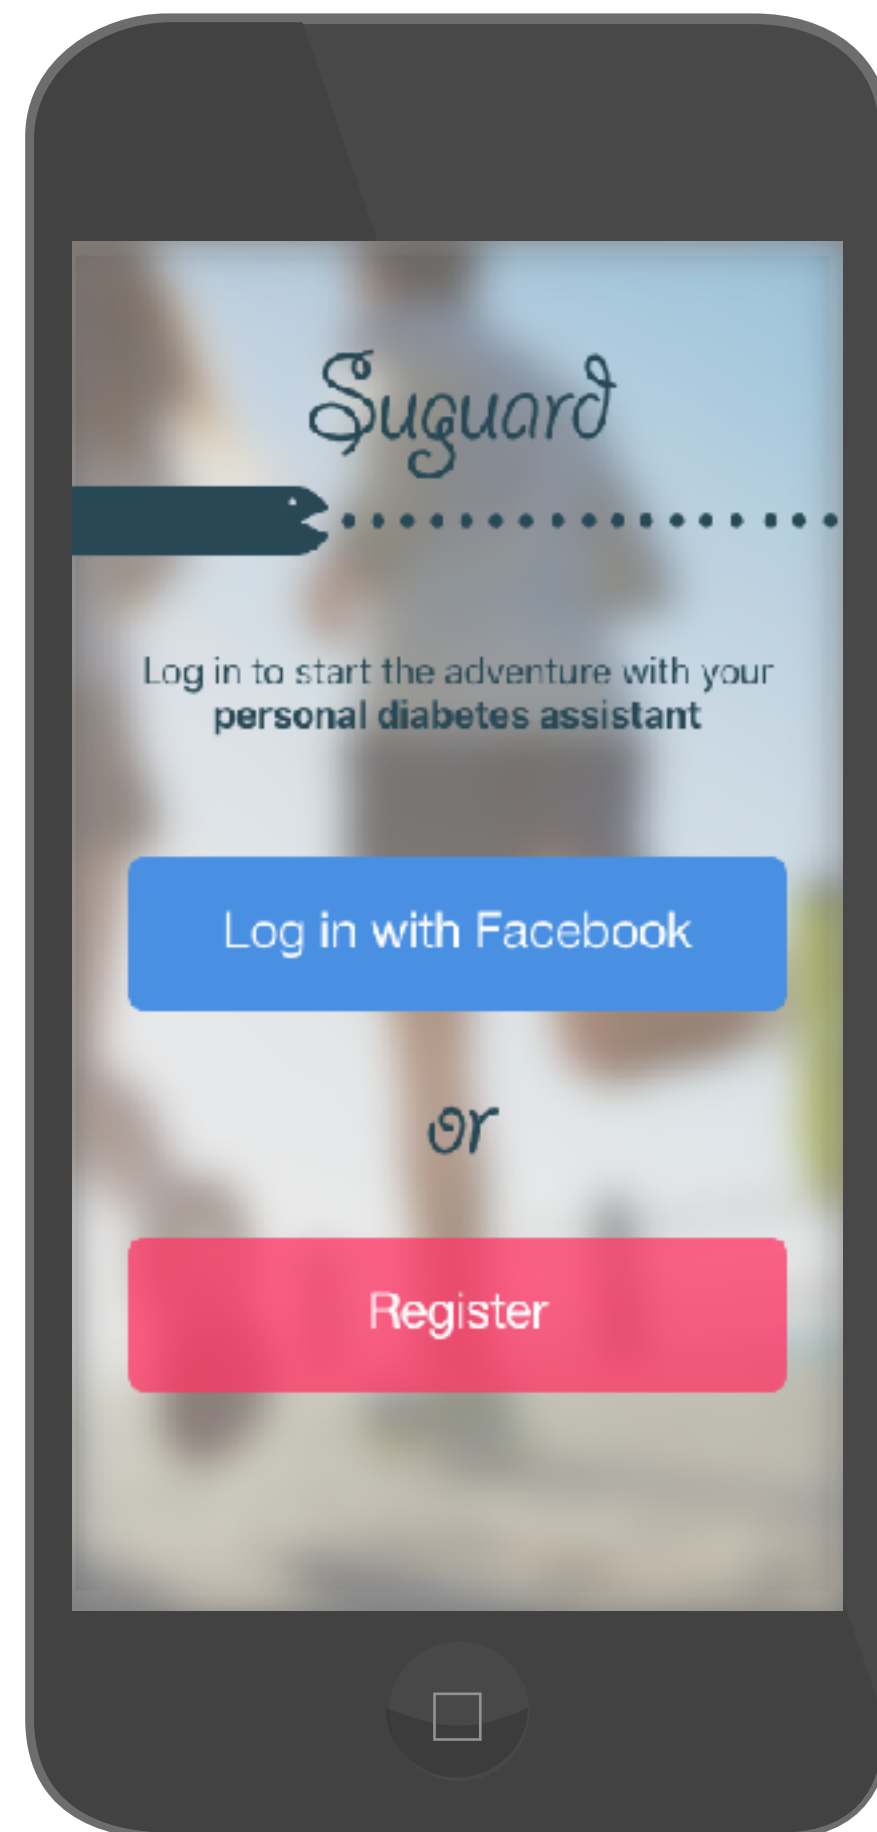 Suguard
Log in to start the adventure with your
personal diabetes assistant
Log in with Facebook
or
Register